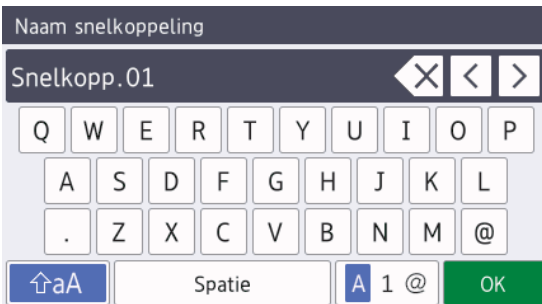 Naam snelkoppeling
Snelkopp.01
Q W E R T Y U I O P
A S D F G H J K L
. Z X C V B N M @
aA Spatie A 1 @ OK